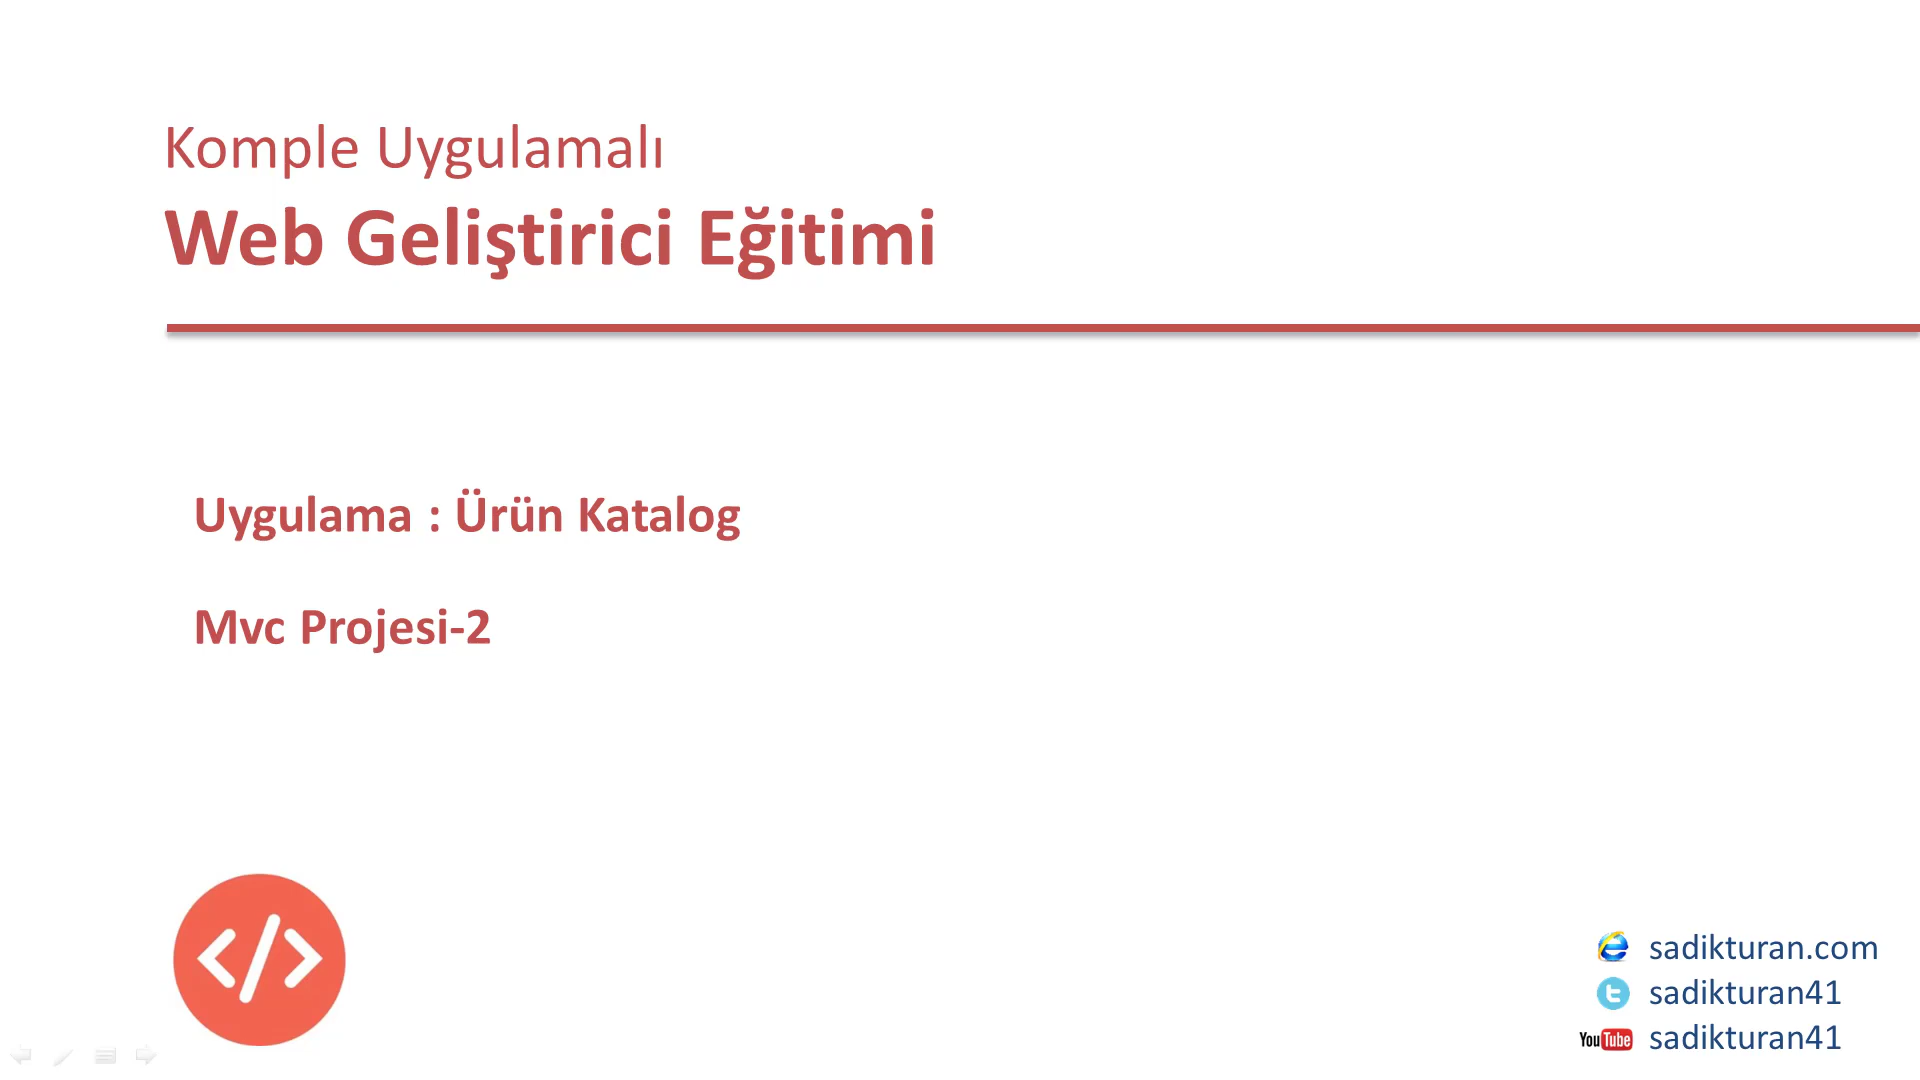 Komple Uygulamalı
Web Geliştirici Eğitimi
Uygulama : Ürün Katalog
Mvc Projesi-2
</>
sadikturan.com
sadikturan41
YouTube sadikturan41